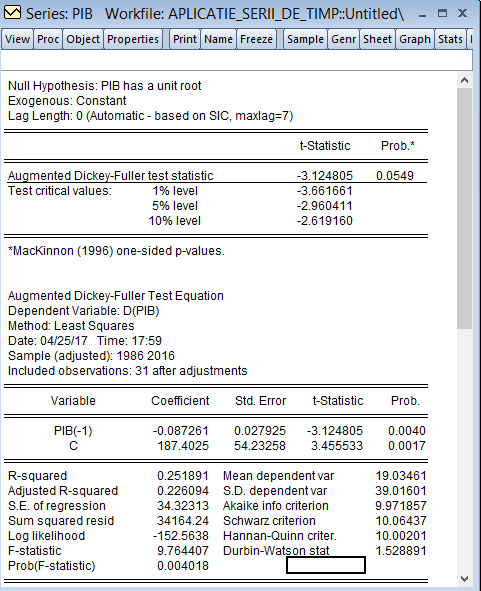 Series: PIB Workfile: APLICATIE_SERII_DE_TIMP::Untitled\
View Proc Object Properties Print Name Freeze Sample Genr Sheet Graph Stats
Null Hypothesis: PIB has a unit root
Exogenous: Constant
Lag Length: 0 (Automatic - based on SIC, maxlag=7)
t-Statistic Prob.*
Augmented Dickey-Fuller test statistic -3.124805 0.0549
Test critical values: 1% level -3.661661
5% level -2.960411
10% level -2.619160
*MacKinnon (1996) one-sided p-values.
Augmented Dickey-Fuller Test Equation
Dependent Variable: D(PIB)
Method: Least Squares
Date: 04/25/17 Time: 17:59
Sample (adjusted): 1986 2016
Included observations: 31 after adjustments
Variable Coefficient Std. Error t-Statistic Prob.
PIB(-1) -0.087261 0.027925 -3.124805 0.0040
C 187.4025 54.23258 3.455533 0.0017
R-squared 0.251891 Mean dependent var 19.03461
Adjusted R-squared 0.226094 S.D. dependent var 39.01601
S.E. of regression 34.32313 Akaike info criterion 9.971857
Sum squared resid 34164.24 Schwarz criterion 10.06437
Log likelihood -152.5638 Hannan-Quinn criter. 10.00201
F-statistic 9.764407 Durbin-Watson stat 1.528891
Prob(F-statistic) 0.004018